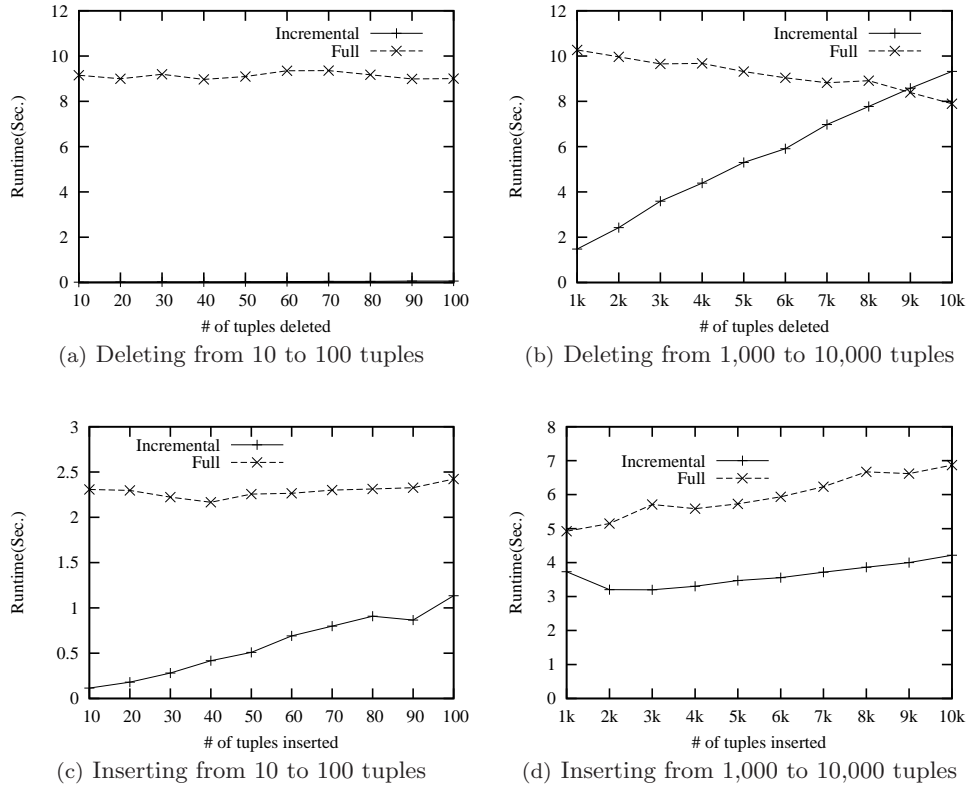 12
10
8
6
4
2
0
Runtime(Sec.)
Incremental
Full
10 20 30 40 50 60 70 80 90 100
# of tuples deleted
(a) Deleting from 10 to 100 tuples
12
10
8
6
4
2
0
Runtime(Sec.)
Incremental
Full
1k 2k 3k 4k 5k 6k 7k 8k 9k 10k
# of tuples deleted
(b) Deleting from 1,000 to 10,000 tuples
3
2.5
2
1.5
1
0.5
0
Runtime(Sec.)
Incremental
Full
10 20 30 40 50 60 70 80 90 100
# of tuples inserted
(c) Inserting from 10 to 100 tuples
8
7
6
5
4
3
2
1
0
Runtime(Sec.)
Incremental
Full
1k 2k 3k 4k 5k 6k 7k 8k 9k 10k
# of tuples inserted
(d) Inserting from 1,000 to 10,000 tuples